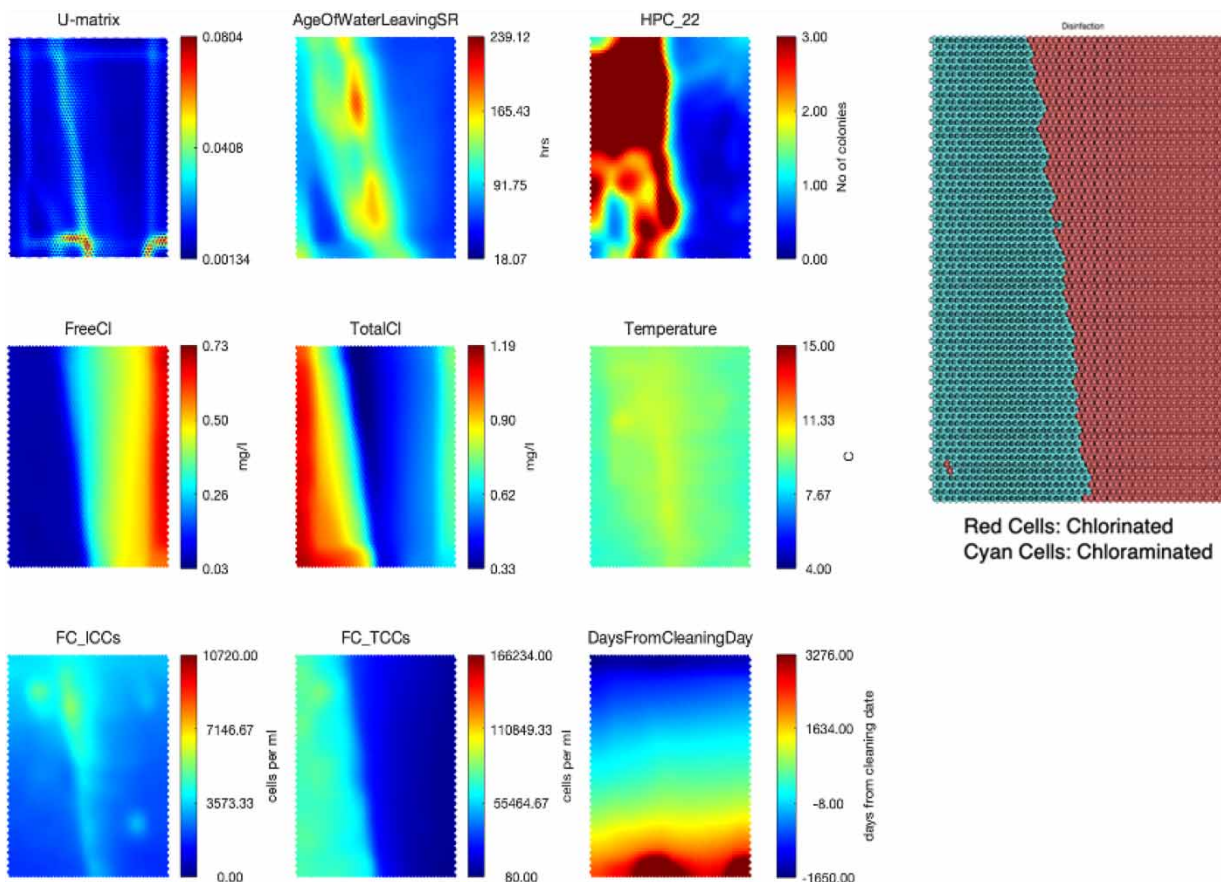 U-matrix
0.0804
0.0408
0.00134
AgeOfWaterLeavingSR
239.12
165.43
91.75
18.07
hrs
HPC_22
3.00
2.00
1.00
0.00
No of colonies
Disinfection
FreeCl
0.73
0.50
0.26
0.03
mg/l
TotalCl
1.19
0.90
0.62
0.33
mg/l
Temperature
15.00
11.33
7.67
4.00
C
Red Cells: Chlorinated
Cyan Cells: Chloraminated
FC_ICCs
10720.00
7146.67
3573.33
0.00
cells per ml
FC_TCCs
166234.00
110849.33
55464.67
80.00
cells per ml
DaysFromCleaningDay
3276.00
1634.00
-8.00
-1650.00
days from cleaning date